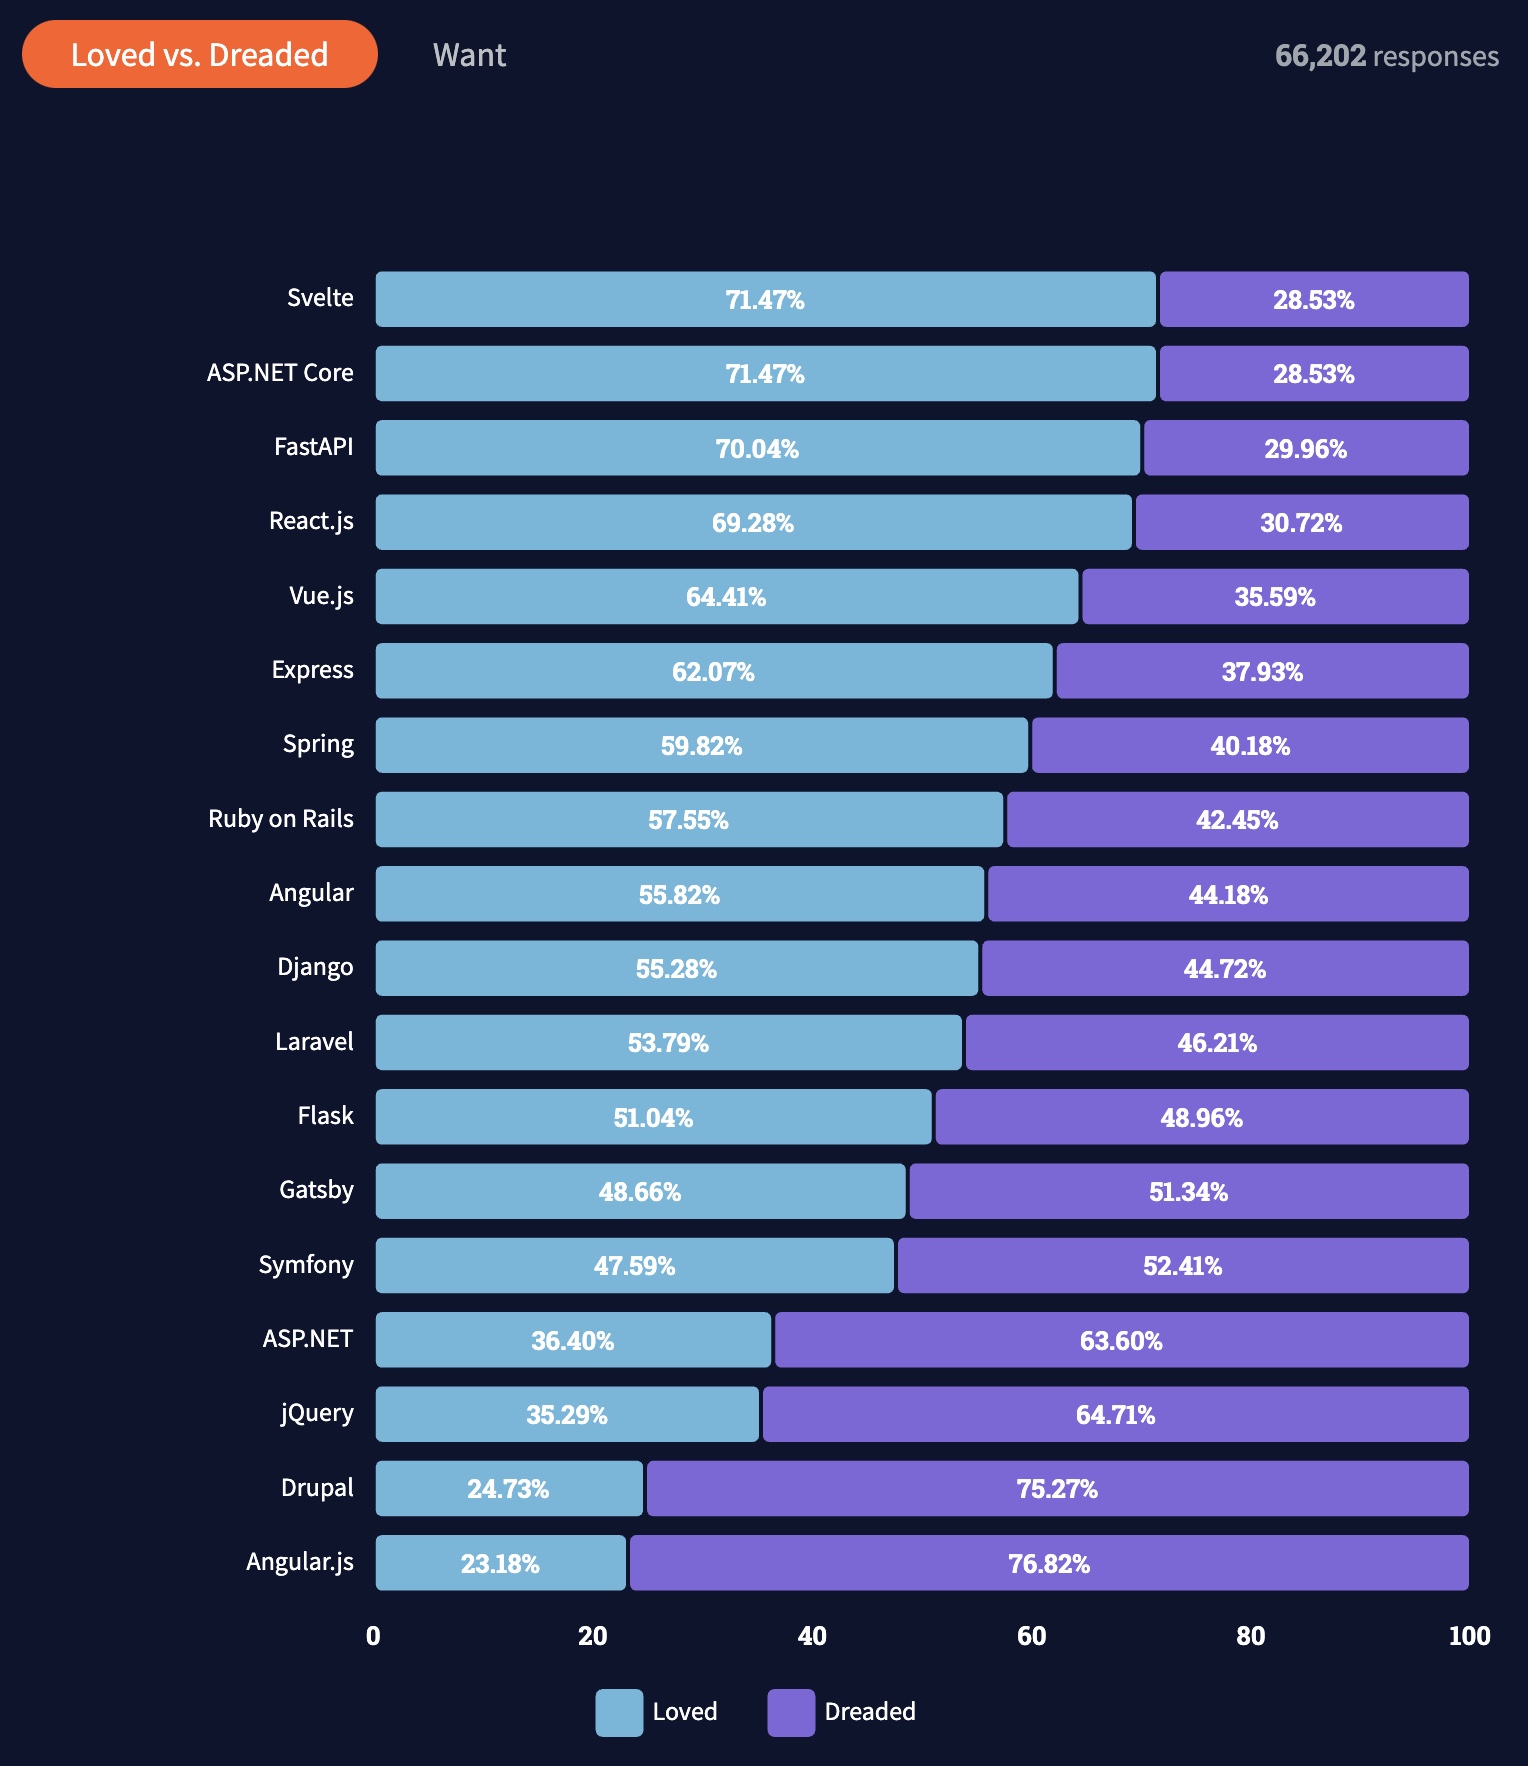 Loved vs. Dreaded Want 66,202 responses
Svelte 71.47% 28.53%
ASP.NET Core 71.47% 28.53%
FastAPI 70.04% 29.96%
React.js 69.28% 30.72%
Vue.js 64.41% 35.59%
Express 62.07% 37.93%
Spring 59.82% 40.18%
Ruby on Rails 57.55% 42.45%
Angular 55.82% 44.18%
Django 55.28% 44.72%
Laravel 53.79% 46.21%
Flask 51.04% 48.96%
Gatsby 48.66% 51.34%
Symfony 47.59% 52.41%
ASP.NET 36.40% 63.60%
jQuery 35.29% 64.71%
Drupal 24.73% 75.27%
Angular.js 23.18% 76.82%
0 20 40 60 80 100
Loved Dreaded